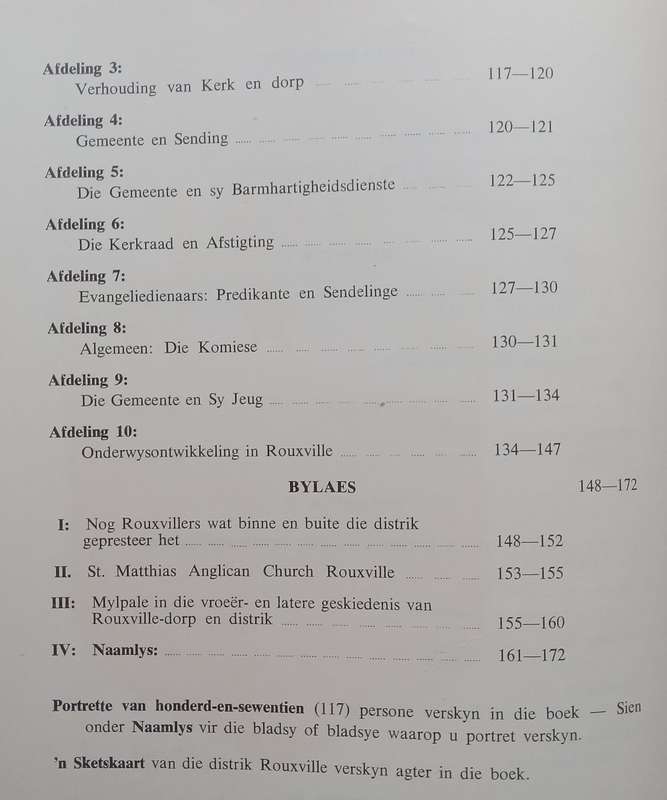 Afdeling 3:
Verhouding van Kerk en dorp ...... 117—120
Afdeling 4:
Gemeente en Sending ...... 120—121
Afdeling 5:
Die Gemeente en sy Barmhartigheidsdienste ...... 122—125
Afdeling 6:
Die Kerkraad en Afstigting ...... 125—127
Afdeling 7:
Evangeliedienaars: Predikante en Sendelinge ...... 127—130
Afdeling 8:
Algemeen: Die Komiese ...... 130—131
Afdeling 9:
Die Gemeente en Sy Jeug ...... 131—134
Afdeling 10:
Onderwysontwikkeling in Rouxville ...... 134—147
BYLAES 148—172
I: Nog Rouxvillers wat binne en buite die distrik
gepresteer het ...... 148—152
II. St. Matthias Anglican Church Rouxville ...... 153—155
III: Mylpale in die vroeër- en latere geskiedenis van
Rouxville-dorp en distrik ...... 155—160
IV: Naamlys: ...... 161—172
Portrette van honderd-en-sewentien (117) persone verskyn in die boek — Sien
onder Naamlys vir die bladsy of bladsye waarop u portret verskyn.
'n Sketskaart van die distrik Rouxville verskyn agter in die boek.